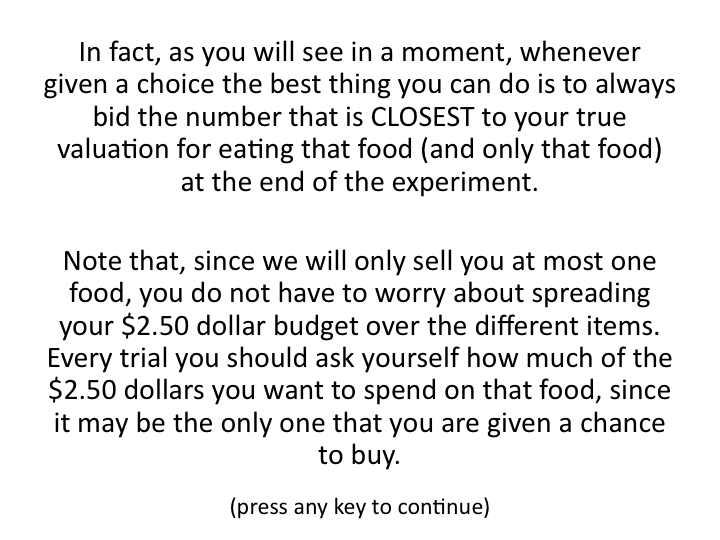 In fact, as you will see in a moment, whenever
given a choice the best thing you can do is to always
bid the number that is CLOSEST to your true
valuation for eating that food (and only that food)
at the end of the experiment.
Note that, since we will only sell you at most one
food, you do not have to worry about spreading
your $2.50 dollar budget over the different items.
Every trial you should ask yourself how much of the
$2.50 dollars you want to spend on that food, since
it may be the only one that you are given a chance
to buy.
(press any key to continue)